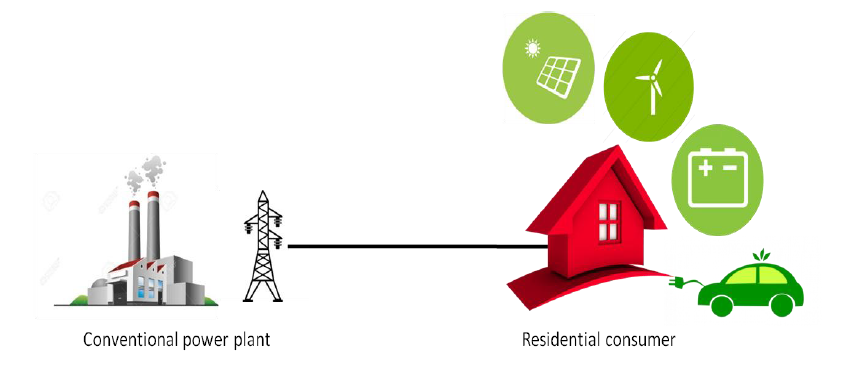 Conventional power plant
Residential consumer